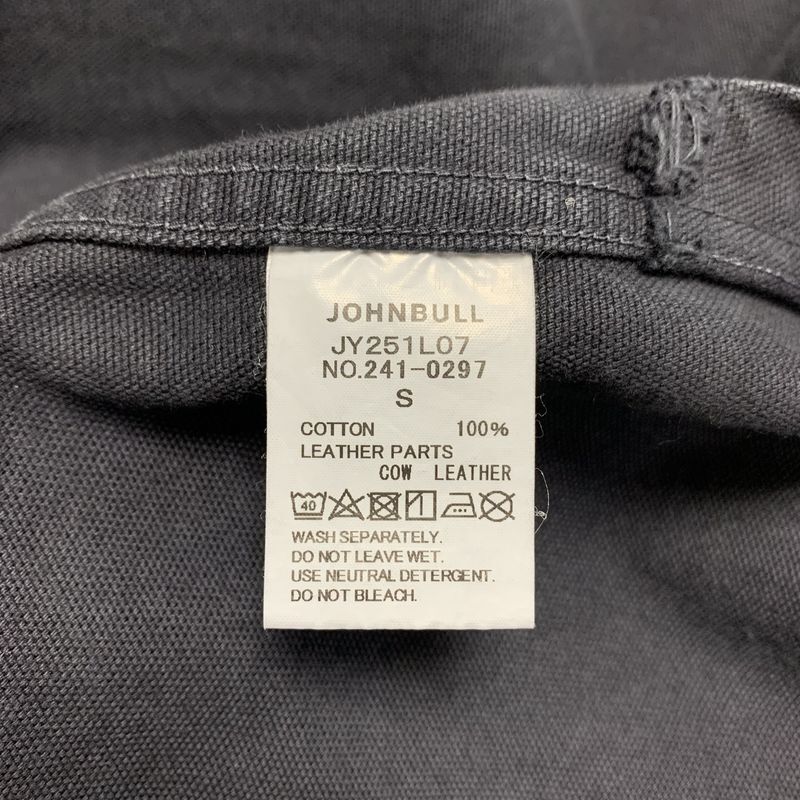 JOHNBULL
JY251L07
NO.241-0297
S
COTTON 100%
LEATHER PARTS
COW LEATHER
40
WASH SEPARATELY.
DO NOT LEAVE WET.
USE NEUTRAL DETERGENT.
DO NOT BLEACH.